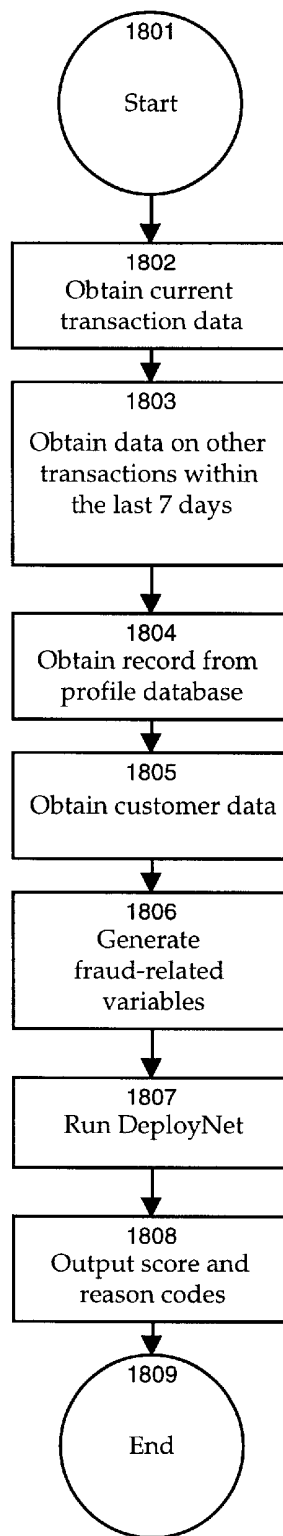 1801
Start
1802
Obtain current
transaction data
1803
Obtain data on other
transactions within
the last 7 days
1804
Obtain record from
profile database
1805
Obtain customer data
1806
Generate
fraud-related
variables
1807
Run DeployNet
1808
Output score and
reason codes
1809
End